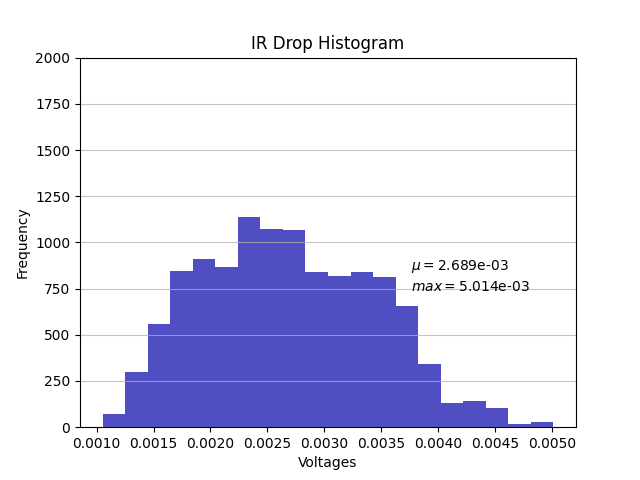 IR Drop Histogram
2000
1750
1500
1250
1000
750
500
250
0
Frequency
μ = 2.689e-03
max = 5.014e-03
0.0010 0.0015 0.0020 0.0025 0.0030 0.0035 0.0040 0.0045 0.0050
Voltages